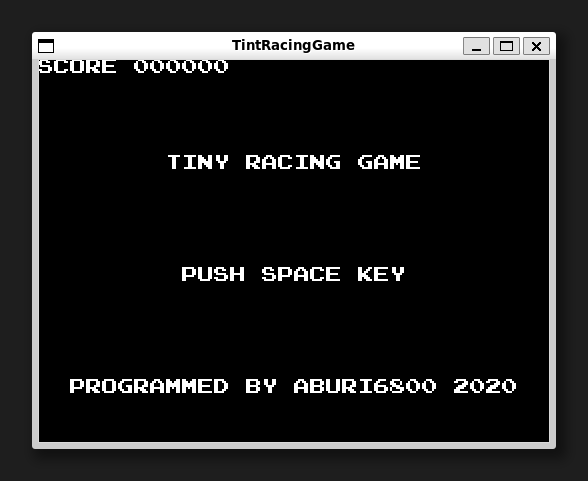 TintRacingGame
SCORE 000000
TINY RACING GAME
PUSH SPACE KEY
PROGRAMMED BY ABURI6800 2020